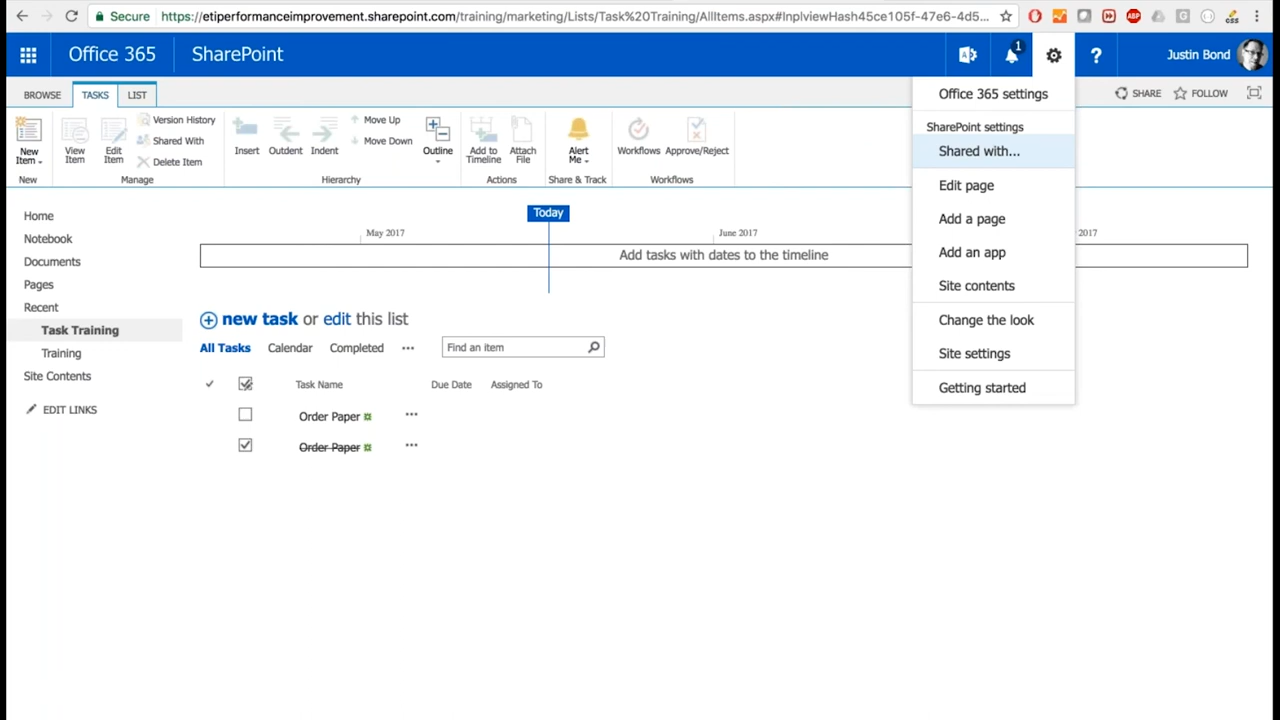 Secure https://etiperformanceimprovement.sharepoint.com/training/marketing/Lists/Task%20Training/AllItems.aspx#InplviewHash45ce105f-47e6-4d5... ABP css
Office 365 SharePoint 1 ? Justin Bond
BROWSE TASKS LIST SHARE FOLLOW
New Item
View Item
Edit Item
Version History
Shared With
Delete Item
Insert
Outdent
Indent
Move Up
Move Down
Outline
Add to Timeline
Attach File
Alert Me
Workflows
Approve/Reject
New Manage Hierarchy Actions Share & Track Workflows
Office 365 settings
SharePoint settings
Shared with...
Edit page
Add a page
Add an app
Site contents
Change the look
Site settings
Getting started
Home
Notebook
Documents
Pages
Recent
Task Training
Training
Site Contents
EDIT LINKS
Today
May 2017 June 2017 2017
Add tasks with dates to the timeline
new task or edit this list
All Tasks Calendar Completed ... Find an item
Task Name Due Date Assigned To
Order Paper ...
Order Paper ...